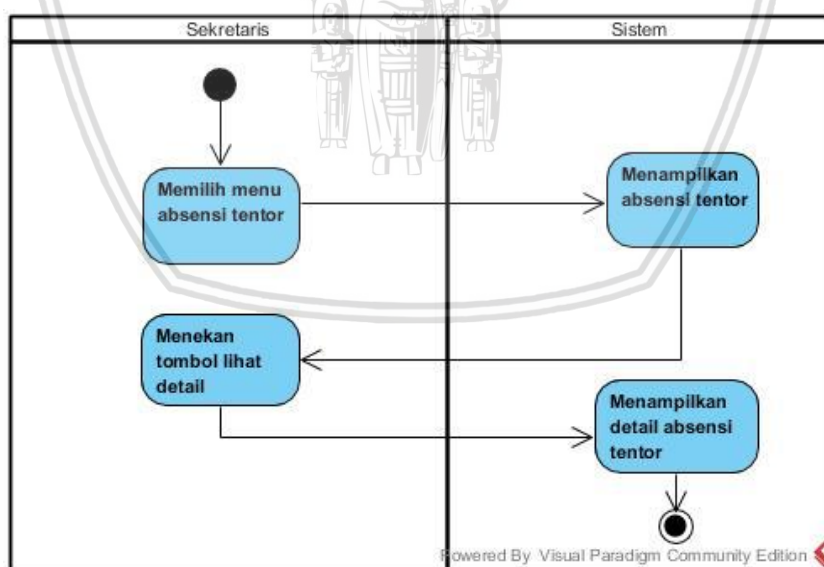 Sekretaris
Sistem
Memilih menu
absensi tentor
Menampilkan
absensi tentor
Menekan
tombol lihat
detail
Menampilkan
detail absensi
tentor
Powered By Visual Paradigm Community Edition